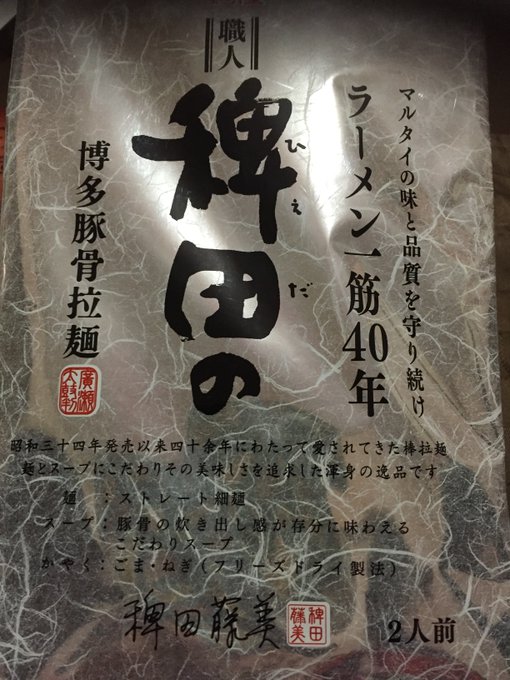 マルタイの味と品質を守り続け
ラーメン一筋40年
職人
稗田の
ひえだ
博多豚骨拉麺
昭和三十四年発売以来四十余年にわたって愛されてきた棒拉麺
麺とスープにこだわりその美味しさを追求した渾身の逸品です
麺　：ストレート細麺
スープ：豚骨の炊き出し感が存分に味わえる
こだわりスープ
かやく：ごま・ねぎ（フリーズドライ製法）
稗田藤美
稗田藤美
2人前